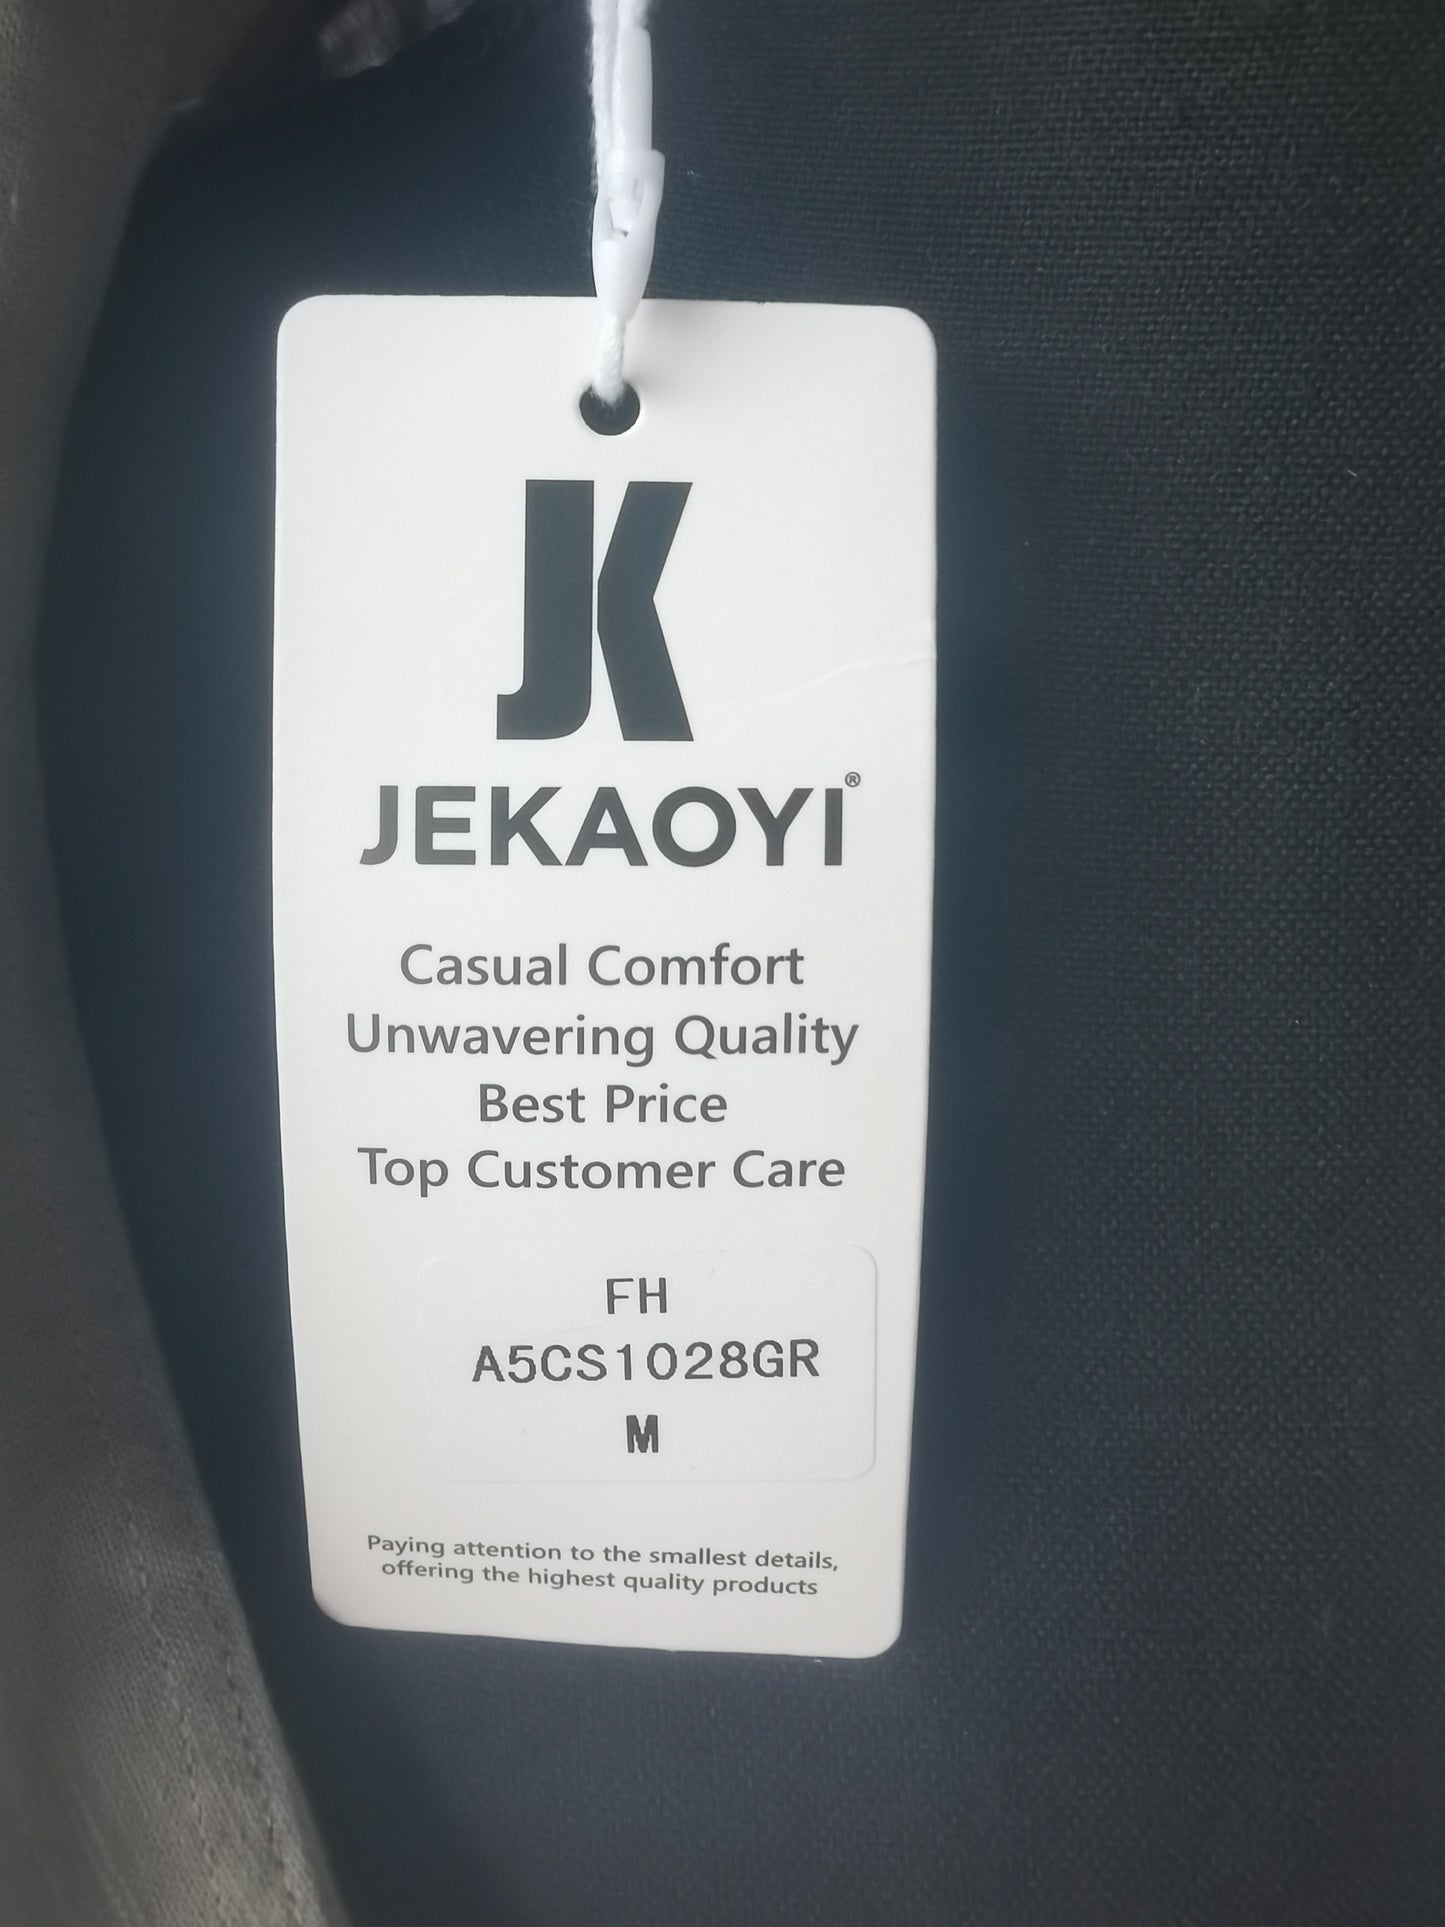 JK
JEKAOYI®
Casual Comfort
Unwavering Quality
Best Price
Top Customer Care
FH
A5CS1028GR
M
Paying attention to the smallest details,
offering the highest quality products